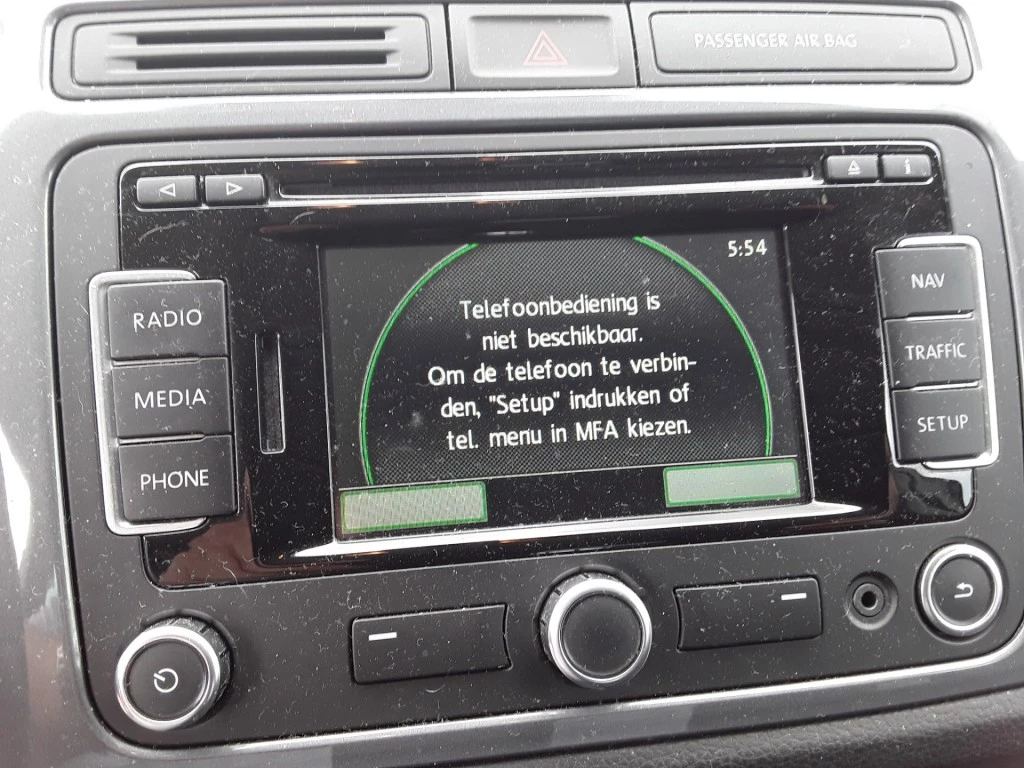 PASSENGER AIR BAG
i
5:54
RADIO
MEDIA
PHONE
Telefoonbediening is
niet beschikbaar.
Om de telefoon te verbin-
den, "Setup" indrukken of
tel. menu in MFA kiezen.
NAV
TRAFFIC
SETUP